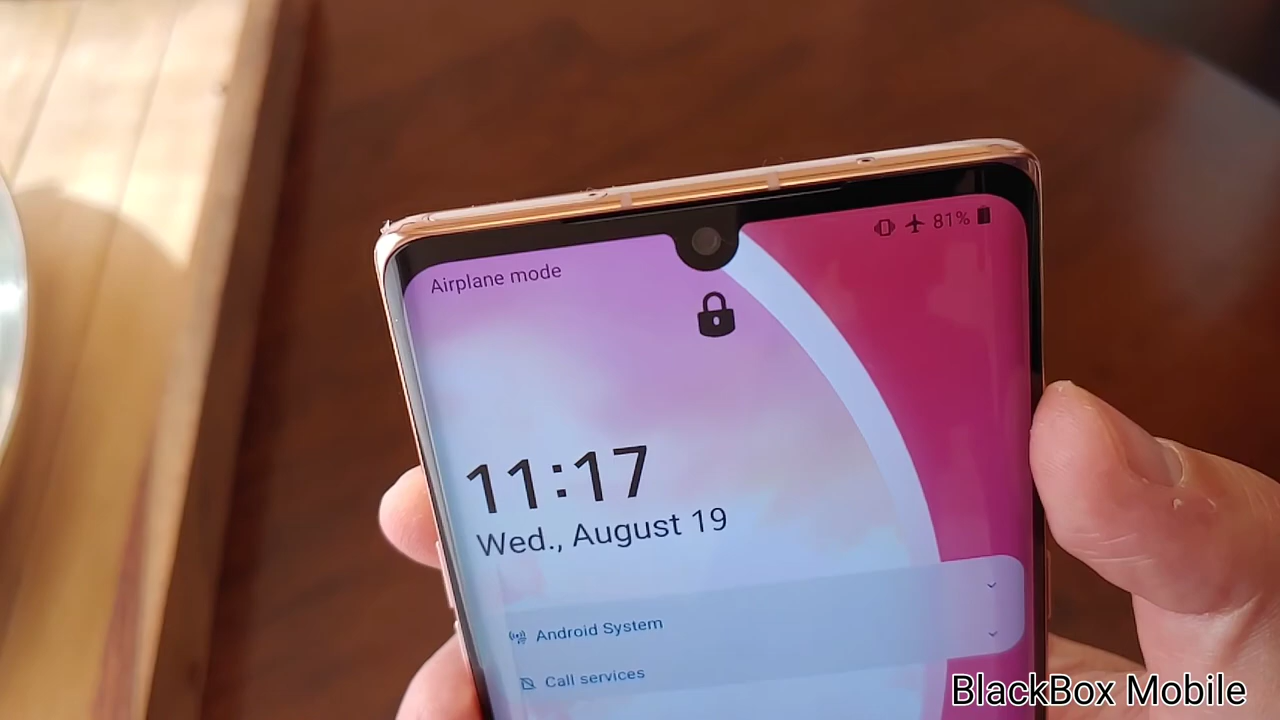 Airplane mode
81%
11:17
Wed., August 19
Android System
Call services
BlackBox Mobile